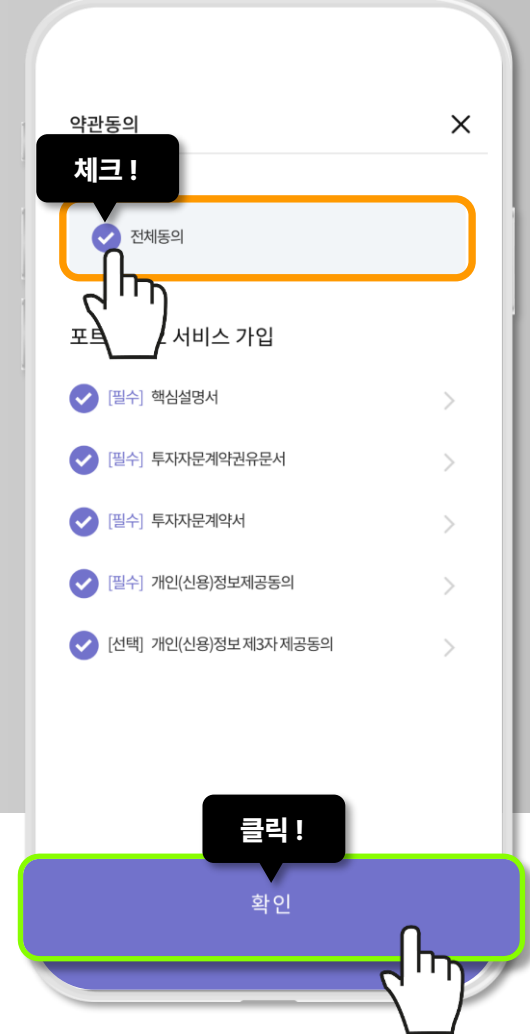 약관동의
체크 !
전체동의
서비스 가입
[필수] 핵심설명서
[필수] 투자자문계약권유문서
[필수] 투자자문계약서
[필수] 개인(신용)정보제공동의
[선택] 개인(신용)정보 제3자 제공동의
클릭 !
확인